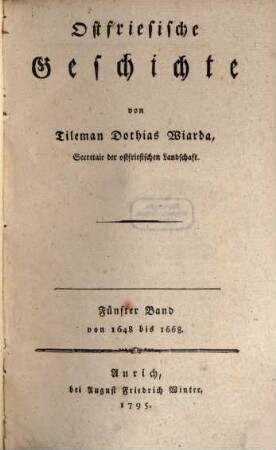 Ostfriesische
Geschichte
von
Tileman Dothias Wiarda,
Secretair der ostfriesischen Landschaft.
Fünfter Band
von 1648 bis 1668.
Aurich,
bei August Friedrich Winter,
1795.